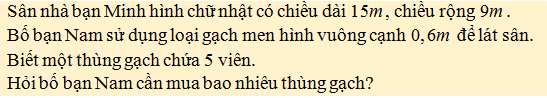 Sân nhà bạn Minh hình chữ nhật có chiều dài 15m, chiều rộng 9m.
Bố bạn Nam sử dụng loại gạch men hình vuông cạnh 0,6m để lát sân.
Biết một thùng gạch chứa 5 viên.
Hỏi bố bạn Nam cần mua bao nhiêu thùng gạch?